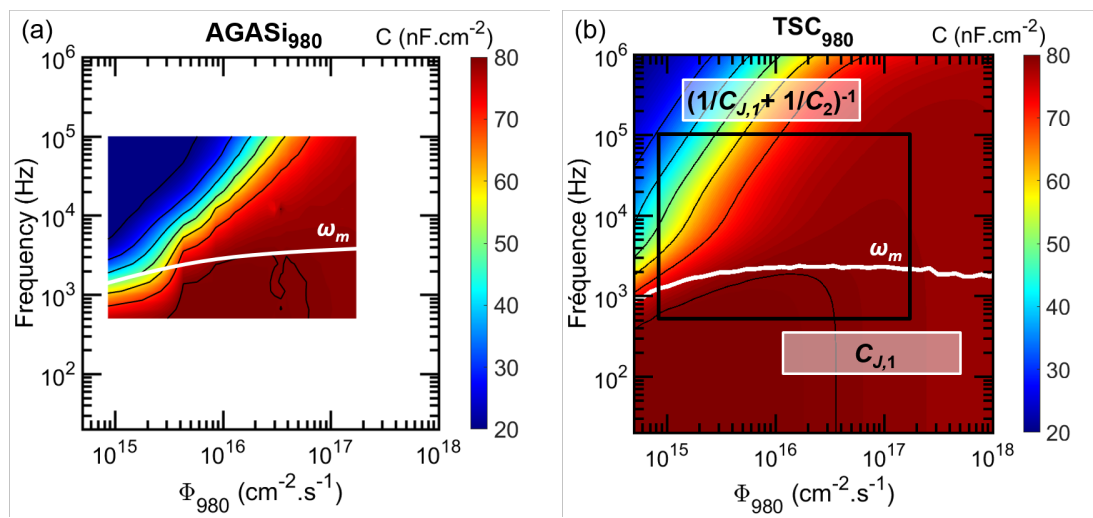 (a) AGASi₉₈₀ C (nF.cm⁻²)
10⁶
10⁵
10⁴
10³
10²
Frequency (Hz)
ωₘ
80
70
60
50
40
30
20
10¹⁵ 10¹⁶ 10¹⁷ 10¹⁸
Φ₉₈₀ (cm⁻².s⁻¹)
(b) TSC₉₈₀ C (nF.cm⁻²)
10⁶
10⁵
10⁴
10³
10²
Fréquence (Hz)
(1/C_J,1 + 1/C₂)⁻¹
ωₘ
C_J,1
80
70
60
50
40
30
20
10¹⁵ 10¹⁶ 10¹⁷ 10¹⁸
Φ₉₈₀ (cm⁻².s⁻¹)